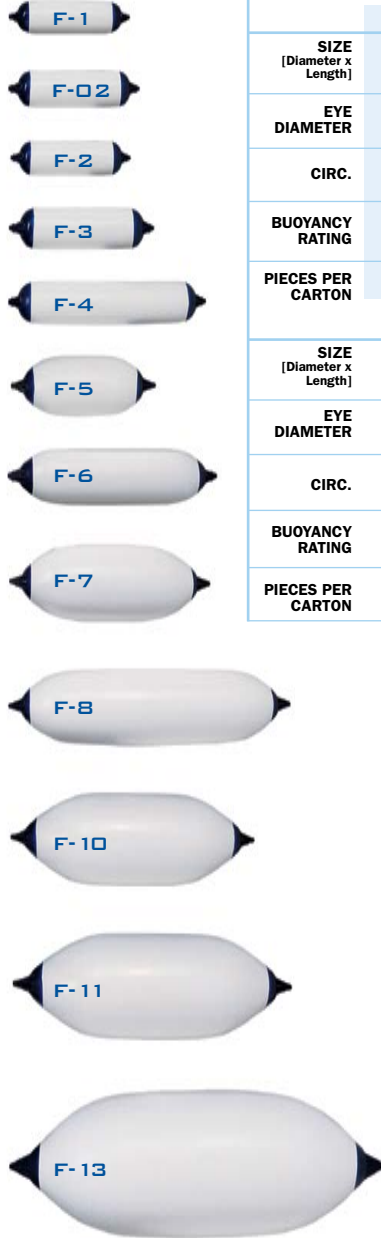 F-1
F-02
F-2
F-3
F-4
F-5
F-6
F-7
F-8
F-10
F-11
F-13
SIZE
[Diameter x
Length]
EYE
DIAMETER
CIRC.
BUOYANCY
RATING
PIECES PER
CARTON
SIZE
[Diameter x
Length]
EYE
DIAMETER
CIRC.
BUOYANCY
RATING
PIECES PER
CARTON